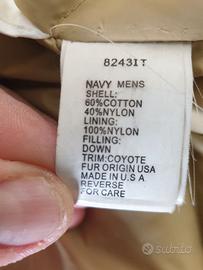 8243IT
NAVY MENS
SHELL:
60%COTTON
40%NYLON
LINING:
100%NYLON
FILLING:
DOWN
TRIM:COYOTE
FUR ORIGIN USA
MADE IN U.S.A
REVERSE
FOR CARE
subito